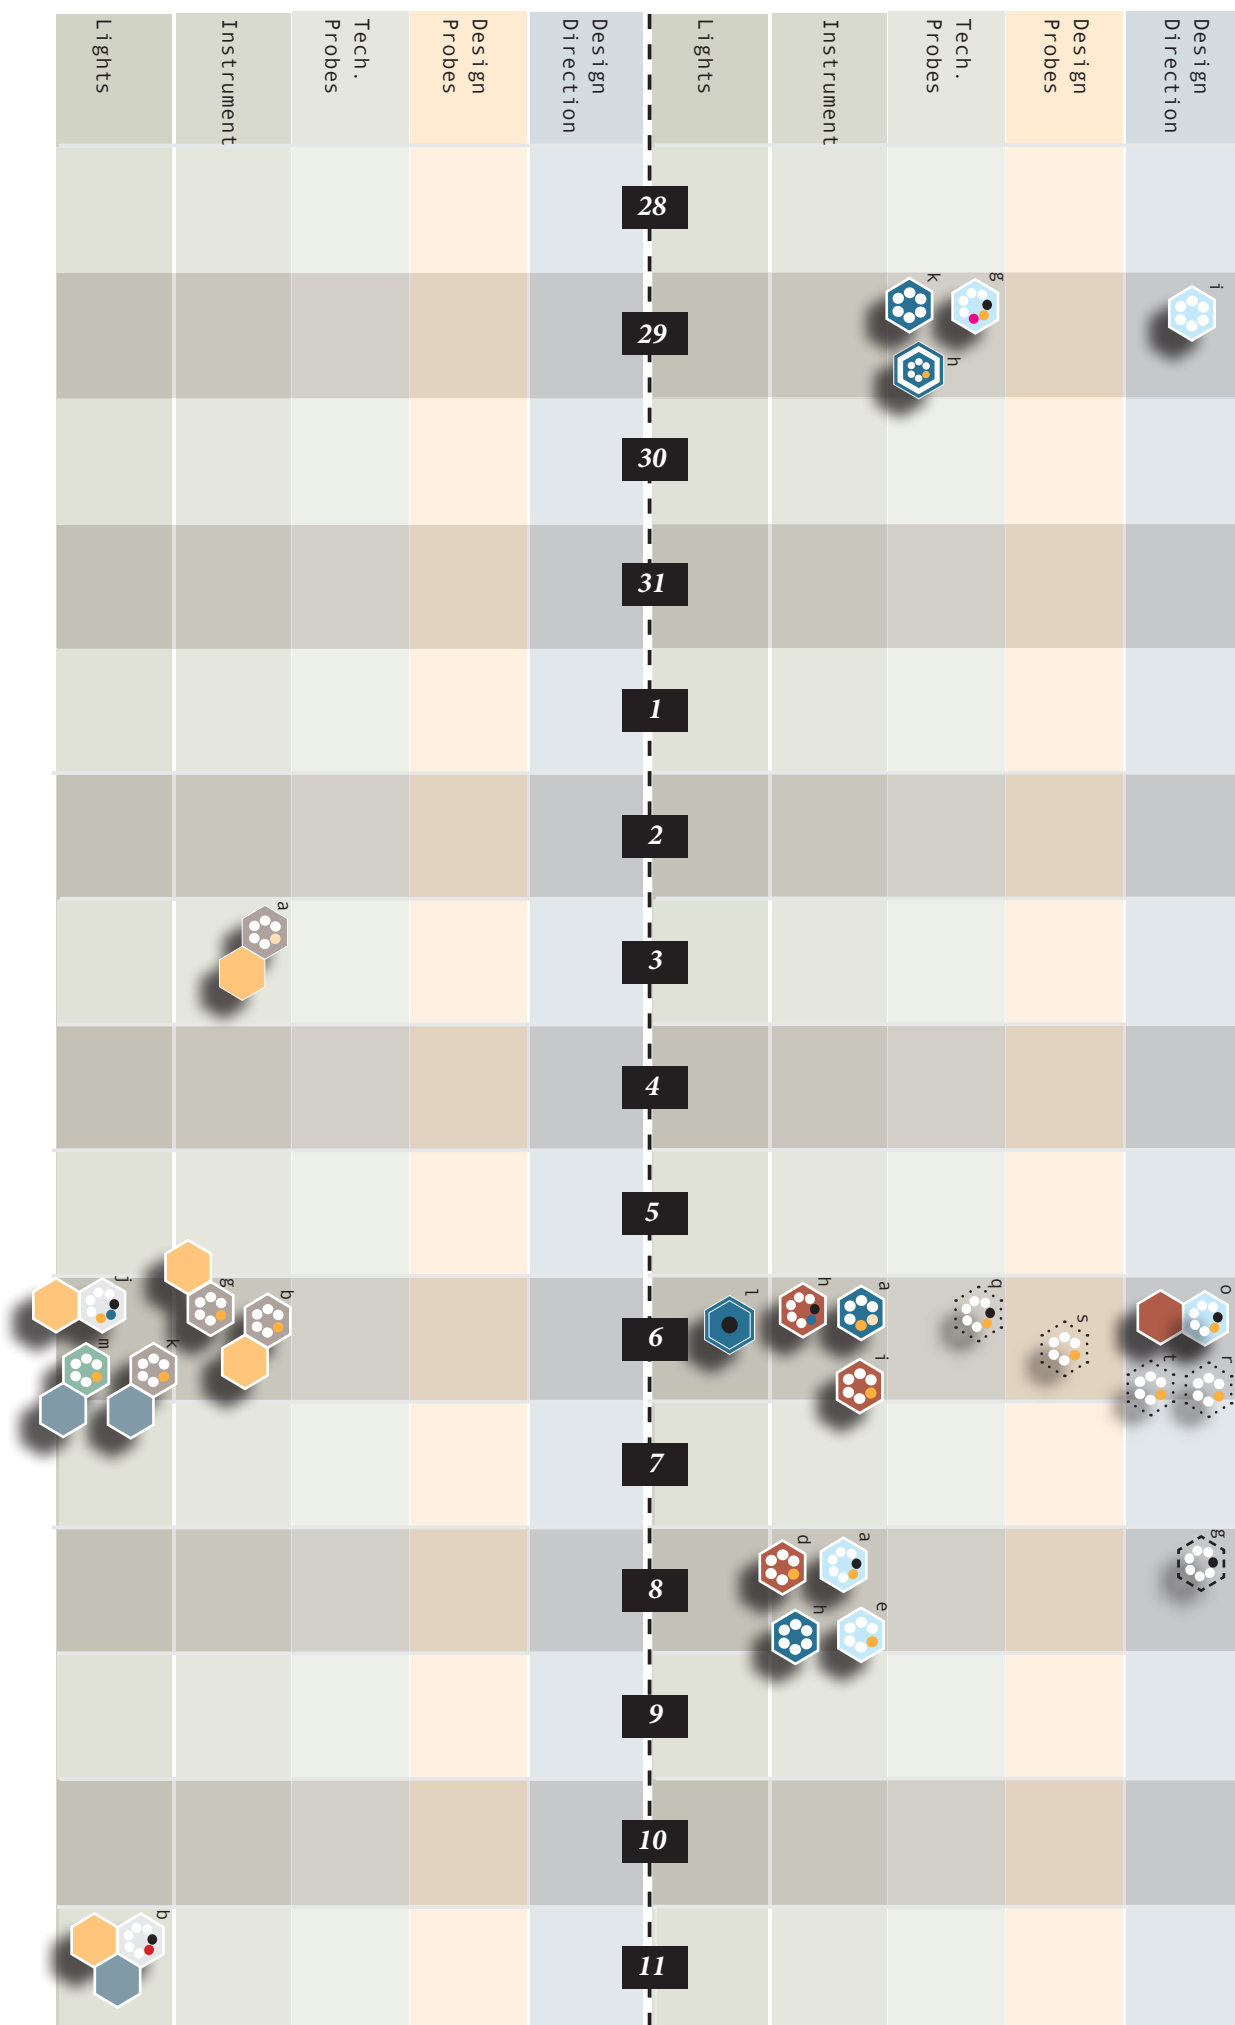 Lights
Instrument
Tech.
Probes
Design
Probes
Design
Direction
Lights
Instrument
Tech.
Probes
Design
Probes
Design
Direction
28
k
g
i
29
h
30
31
1
2
a
3
4
5
j
g
b
l
h
a
q
s
o
6
m
k
i
t
r
7
d
a
g
8
h
e
9
10
b
11